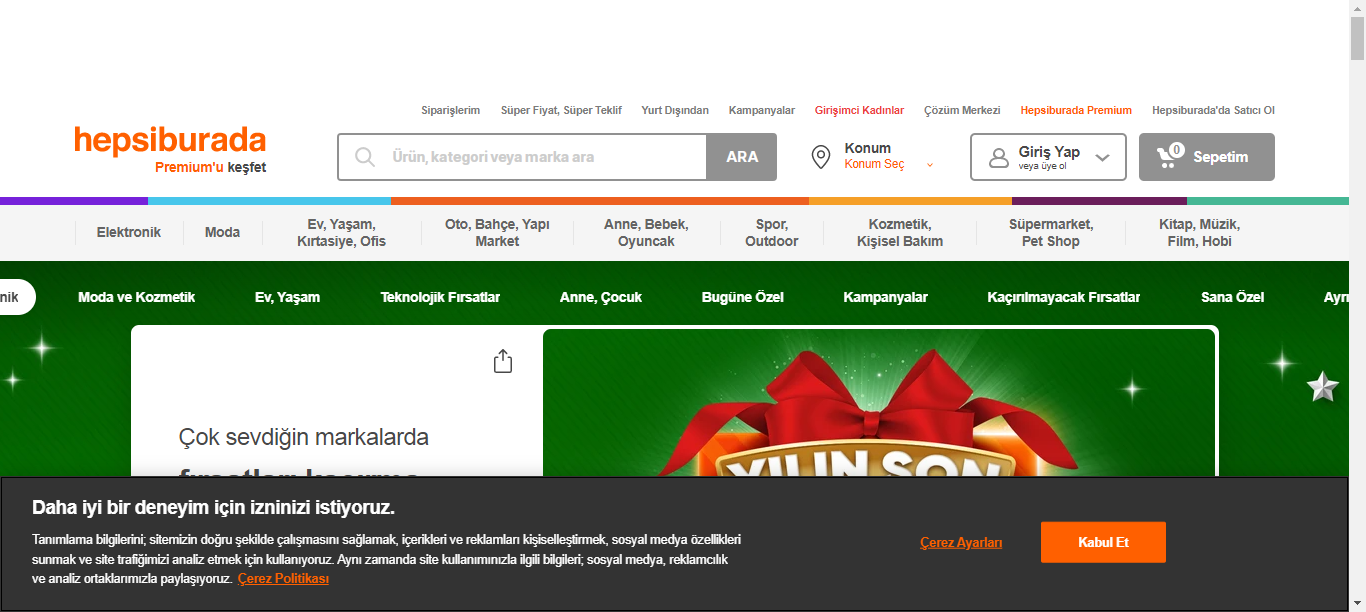 Siparişlerim Süper Fiyat, Süper Teklif Yurt Dışından Kampanyalar Girişimci Kadınlar Çözüm Merkezi Hepsiburada Premium Hepsiburada'da Satıcı Ol
hepsiburada
Premium'u keşfet
Ürün, kategori veya marka ara
ARA
Konum
Konum Seç
Giriş Yap
veya üye ol
0
Sepetim
Elektronik
Moda
Ev, Yaşam,
Kırtasiye, Ofis
Oto, Bahçe, Yapı
Market
Anne, Bebek,
Oyuncak
Spor,
Outdoor
Kozmetik,
Kişisel Bakım
Süpermarket,
Pet Shop
Kitap, Müzik,
Film, Hobi
nik Moda ve Kozmetik Ev, Yaşam Teknolojik Fırsatlar Anne, Çocuk Bugüne Özel Kampanyalar Kaçırılmayacak Fırsatlar Sana Özel Ayrı
Çok sevdiğin markalarda
fırsatları kaçırma
YILIN SON
Daha iyi bir deneyim için izninizi istiyoruz.
Tanımlama bilgilerini; sitemizin doğru şekilde çalışmasını sağlamak, içerikleri ve reklamları kişiselleştirmek, sosyal medya özellikleri
sunmak ve site trafiğimizi analiz etmek için kullanıyoruz. Aynı zamanda site kullanımınızla ilgili bilgileri; sosyal medya, reklamcılık
ve analiz ortaklarımızla paylaşıyoruz. Çerez Politikası
Çerez Ayarları
Kabul Et